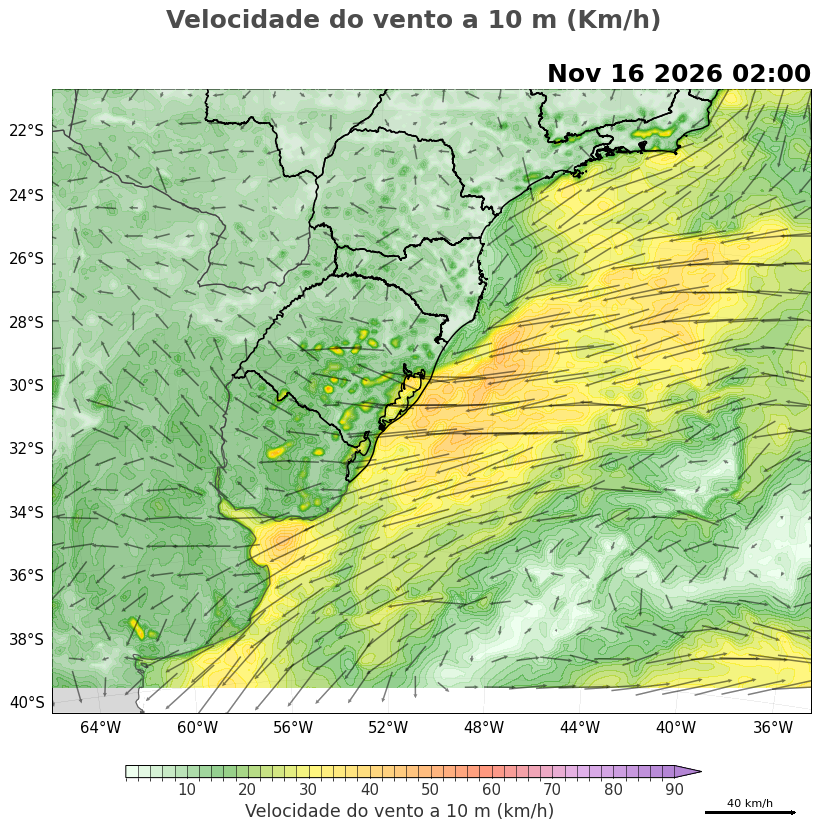 Velocidade do vento a 10 m (Km/h)
Nov 16 2026 02:00
22°S
24°S
26°S
28°S
30°S
32°S
34°S
36°S
38°S
40°S
64°W 60°W 56°W 52°W 48°W 44°W 40°W 36°W
10 20 30 40 50 60 70 80 90
Velocidade do vento a 10 m (km/h)
40 km/h